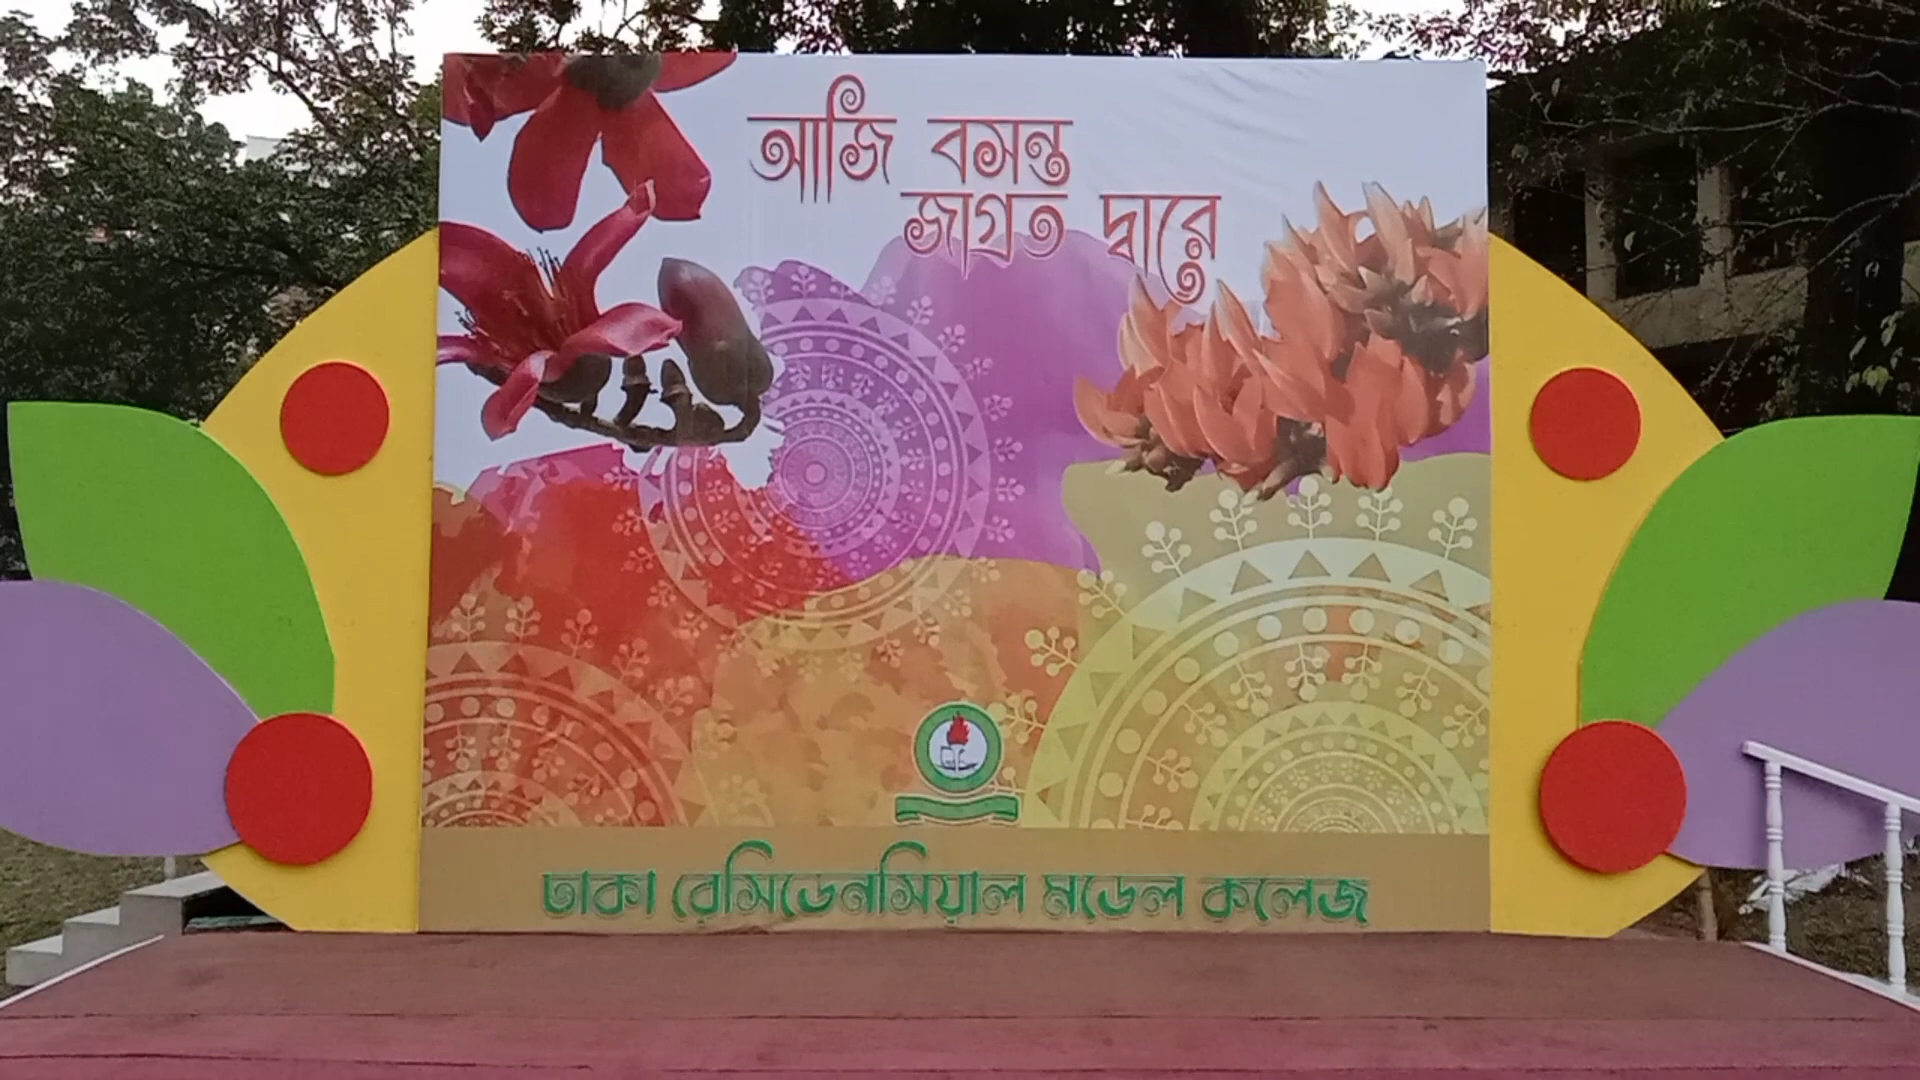 আজি বসন্ত
জাগ্রত দ্বারে
ঢাকা রেসিডেনসিয়াল মডেল কলেজ